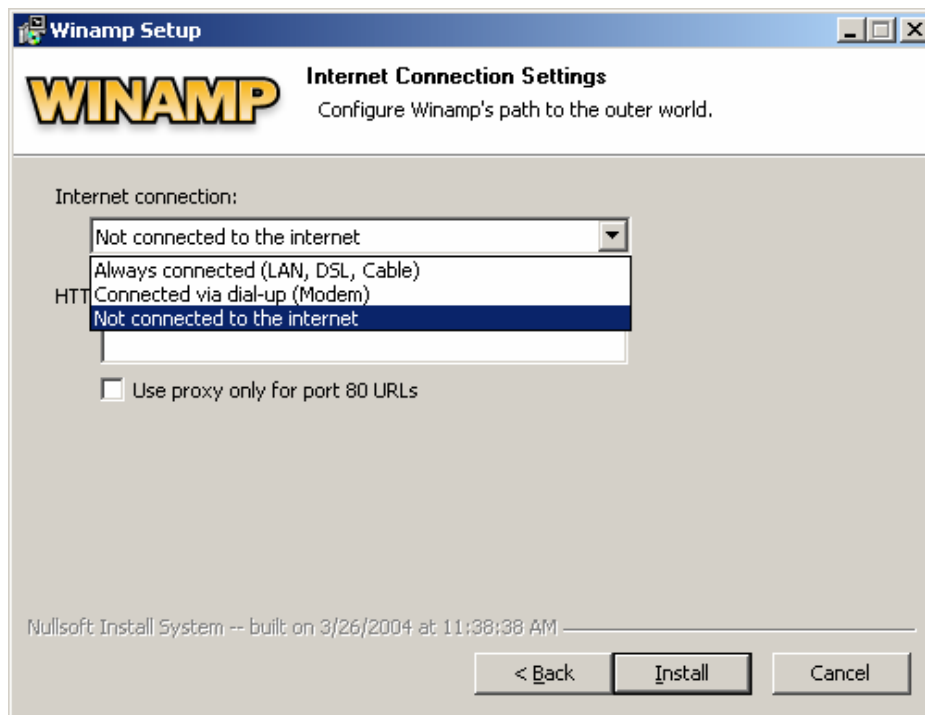 Winamp Setup
WINAMP
Internet Connection Settings
Configure Winamp's path to the outer world.
Internet connection:
Not connected to the internet
Always connected (LAN, DSL, Cable)
HTT
Connected via dial-up (Modem)
Not connected to the internet
Use proxy only for port 80 URLs
Nullsoft Install System -- built on 3/26/2004 at 11:38:38 AM
< Back
Install
Cancel